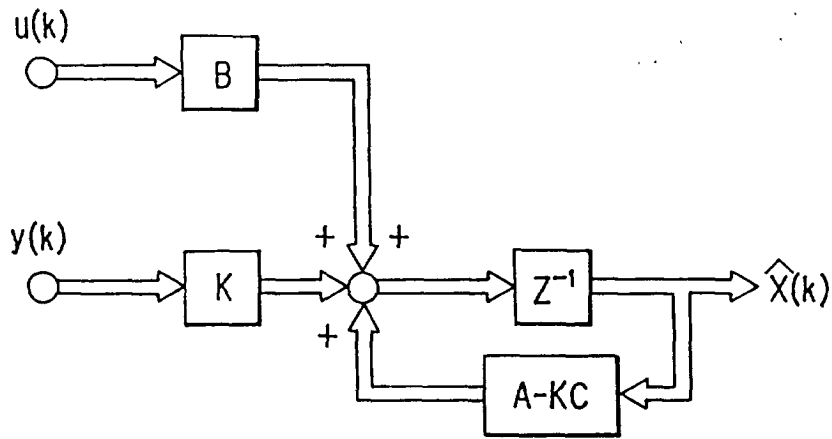 u(k)
B
y(k)
+ +
K
Z⁻¹
X̂(k)
+
A-KC